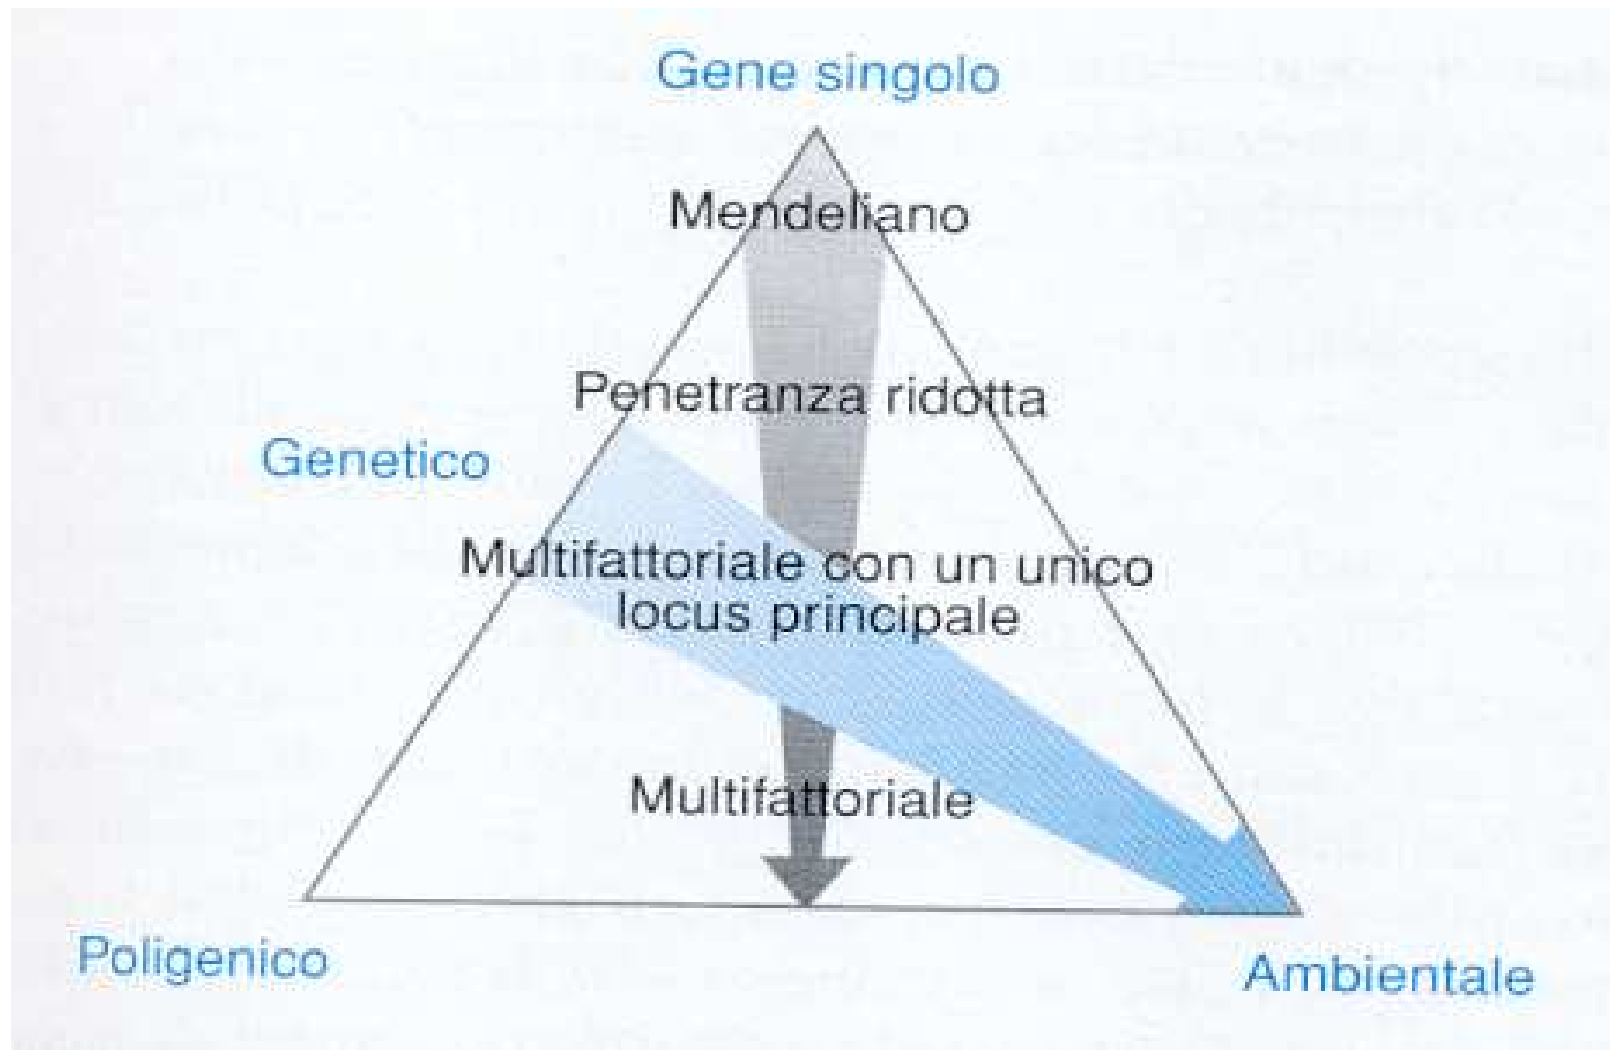 Gene singolo
Mendeliano
Penetranza ridotta
Genetico
Multifattoriale con un unico
locus principale
Multifattoriale
Poligenico
Ambientale